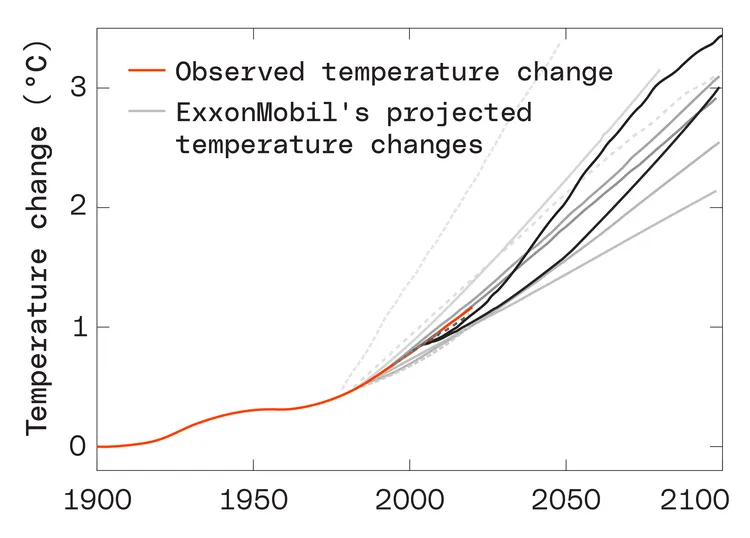 Temperature change (°C)
3
2
1
0
Observed temperature change
ExxonMobil's projected
temperature changes
1900
1950
2000
2050
2100